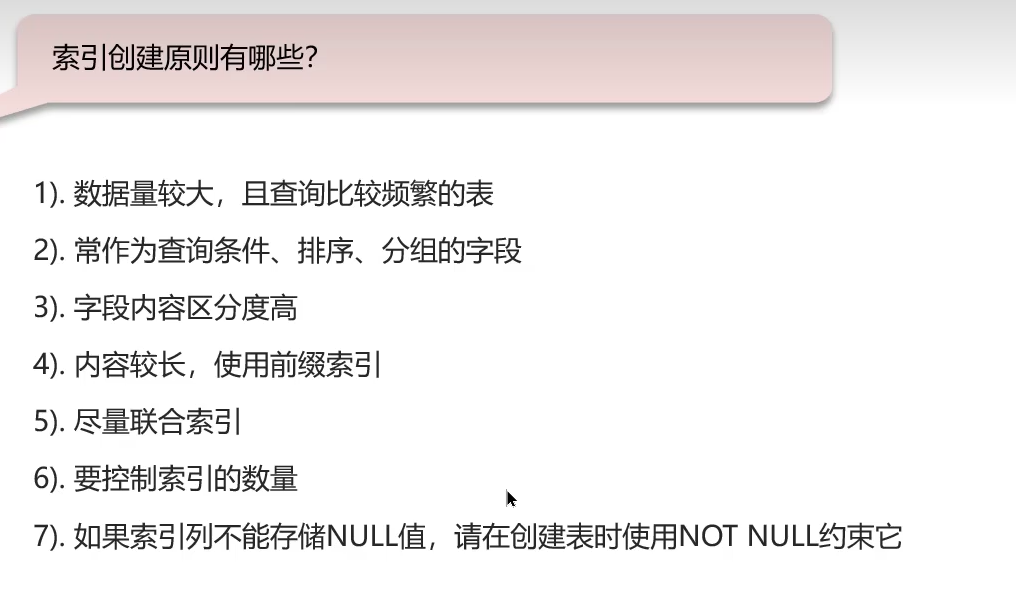 索引创建原则有哪些？
1). 数据量较大，且查询比较频繁的表
2). 常作为查询条件、排序、分组的字段
3). 字段内容区分度高
4). 内容较长，使用前缀索引
5). 尽量联合索引
6). 要控制索引的数量
7). 如果索引列不能存储NULL值，请在创建表时使用NOT NULL约束它